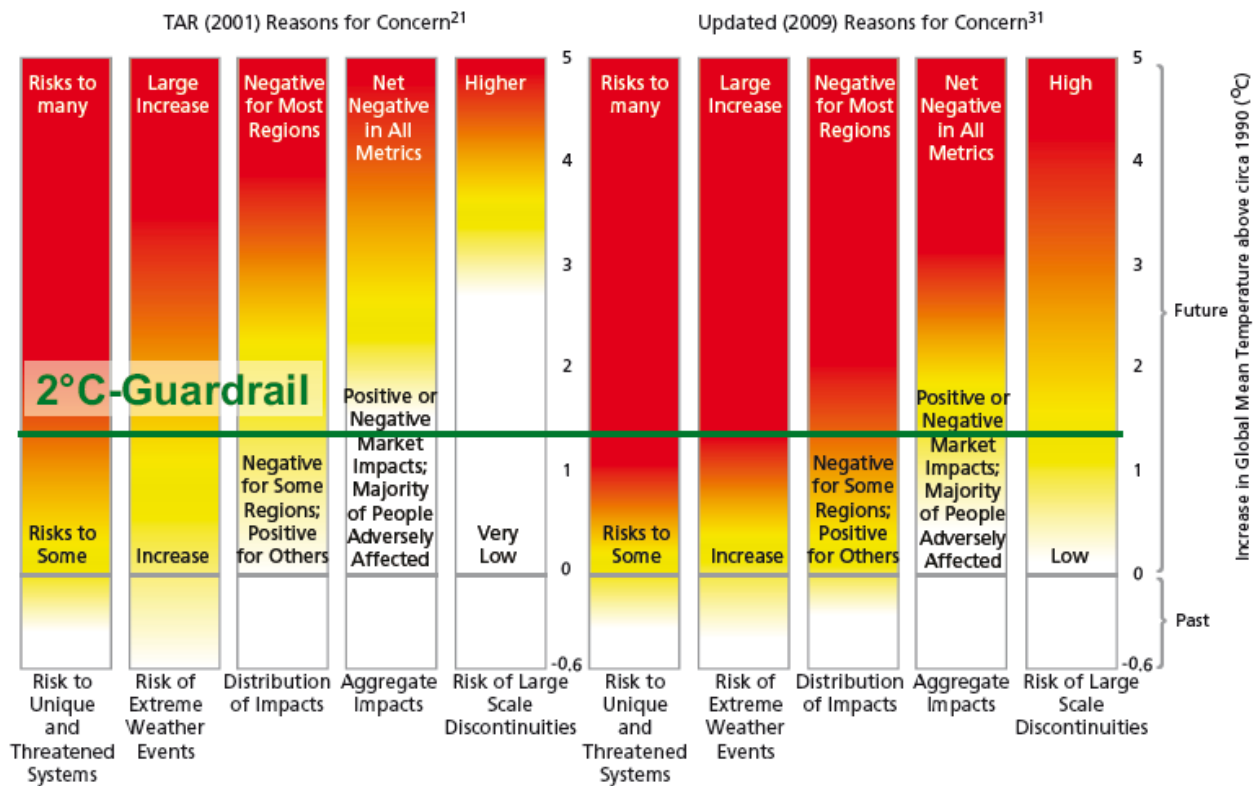 TAR (2001) Reasons for Concern21
Updated (2009) Reasons for Concern31
Risks to
many
Large
Increase
Negative
for Most
Regions
Net
Negative
in All
Metrics
Higher
Risks to
Some
Increase
Negative
for Some
Regions;
Positive
for Others
Positive or
Negative
Market
Impacts;
Majority
of People
Adversely
Affected
Very
Low
2°C-Guardrail
5
4
3
2
1
0
-0.6
Risks to
many
Large
Increase
Negative
for Most
Regions
Net
Negative
in All
Metrics
High
Risks to
Some
Increase
Negative
for Some
Regions;
Positive
for Others
Positive or
Negative
Market
Impacts;
Majority
of People
Adversely
Affected
Low
5
4
3
2
1
0
-0.6
Future
Past
Increase in Global Mean Temperature above circa 1990 (°C)
Risk to
Unique
and
Threatened
Systems
Risk of
Extreme
Weather
Events
Distribution
of Impacts
Aggregate
Impacts
Risk of Large
Scale
Discontinuities
Risk to
Unique
and
Threatened
Systems
Risk of
Extreme
Weather
Events
Distribution
of Impacts
Aggregate
Impacts
Risk of Large
Scale
Discontinuities